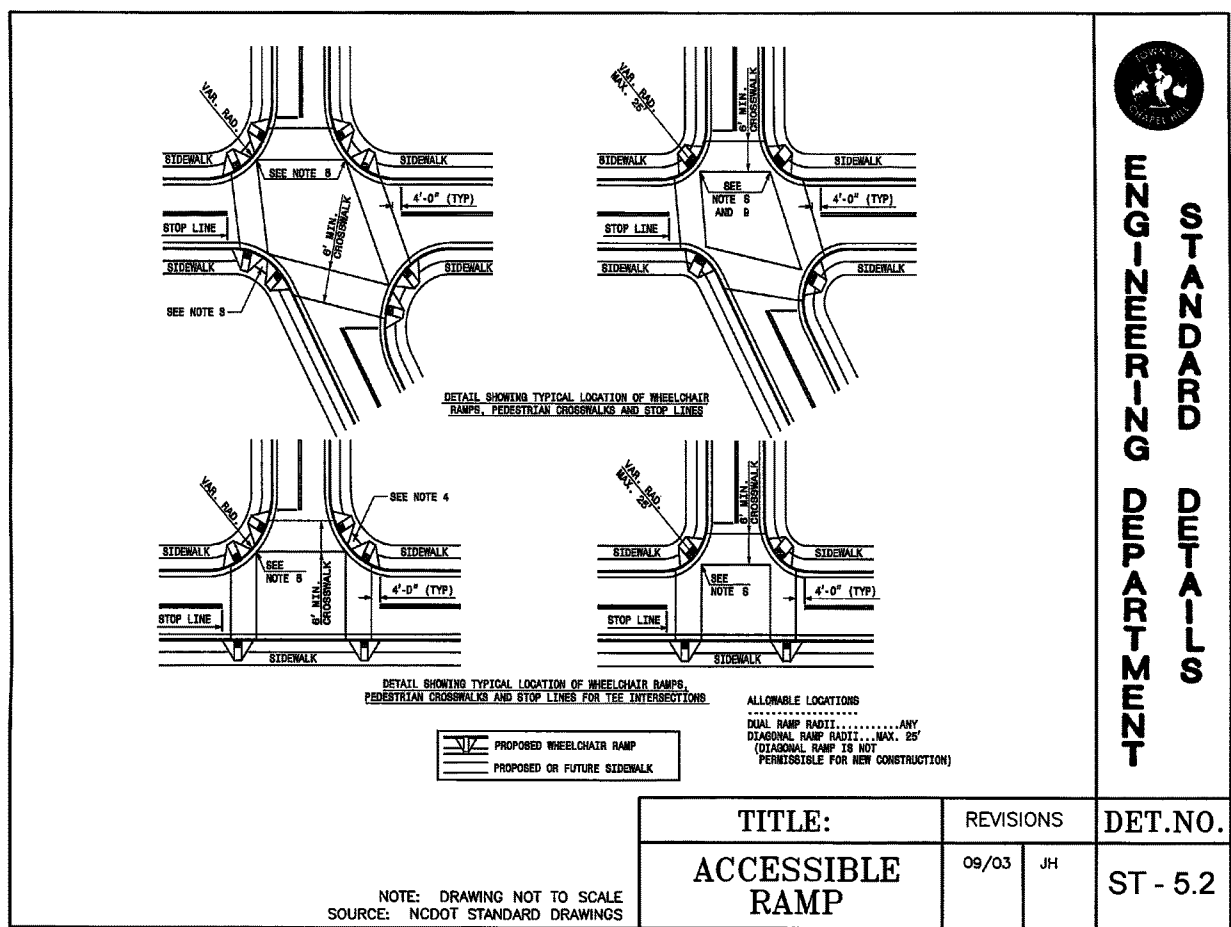 VAR. RAD.
SIDEWALK
SIDEWALK
SEE NOTE 8
4'-0" (TYP)
STOP LINE
6' MIN.
CROSSWALK
SIDEWALK
SIDEWALK
SEE NOTE 3
VAR. RAD.
MAX. 25'
6' MIN.
CROSSWALK
SIDEWALK
SIDEWALK
SEE
NOTE 8
AND 9
4'-0" (TYP)
STOP LINE
SIDEWALK
SIDEWALK
DETAIL SHOWING TYPICAL LOCATION OF WHEELCHAIR
RAMPS, PEDESTRIAN CROSSWALKS AND STOP LINES
VAR. RAD.
SEE NOTE 4
SIDEWALK
SIDEWALK
SEE
NOTE 8
6' MIN.
CROSSWALK
4'-0" (TYP)
STOP LINE
SIDEWALK
VAR. RAD.
MAX. 25'
6' MIN.
CROSSWALK
SIDEWALK
SIDEWALK
SEE
NOTE 8
4'-0" (TYP)
STOP LINE
SIDEWALK
DETAIL SHOWING TYPICAL LOCATION OF WHEELCHAIR RAMPS,
PEDESTRIAN CROSSWALKS AND STOP LINES FOR TEE INTERSECTIONS
ALLOWABLE LOCATIONS
------------------
DUAL RAMP RADII...........ANY
DIAGONAL RAMP RADII...MAX. 25'
(DIAGONAL RAMP IS NOT
PERMISSISLE FOR NEW CONSTRUCTION)
PROPOSED WHEELCHAIR RAMP
PROPOSED OR FUTURE SIDEWALK
NOTE: DRAWING NOT TO SCALE
SOURCE: NCDOT STANDARD DRAWINGS
TITLE:
ACCESSIBLE
RAMP
REVISIONS
09/03 JH
DET.NO.
ST - 5.2
TOWN OF
CHAPEL HILL
STANDARD DETAILS
ENGINEERING DEPARTMENT